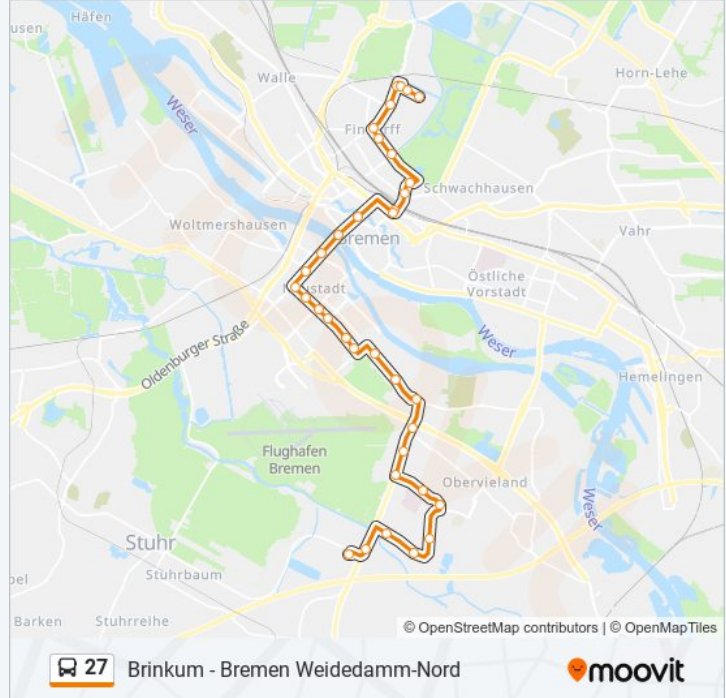 Häfen
usen
Walle
Horn-Lehe
Weser
Findorff
Schwachhausen
Woltmershausen
Bremen
Vahr
Neustadt
Östliche
Vorstadt
Oldenburger Straße
Weser
Hemelingen
Flughafen
Bremen
Obervieland
Weser
Stuhr
Stuhrbaum
pel
Barken
Stuhrreihe
© OpenStreetMap contributors | © OpenMapTiles
27 Brinkum - Bremen Weidedamm-Nord
moovit